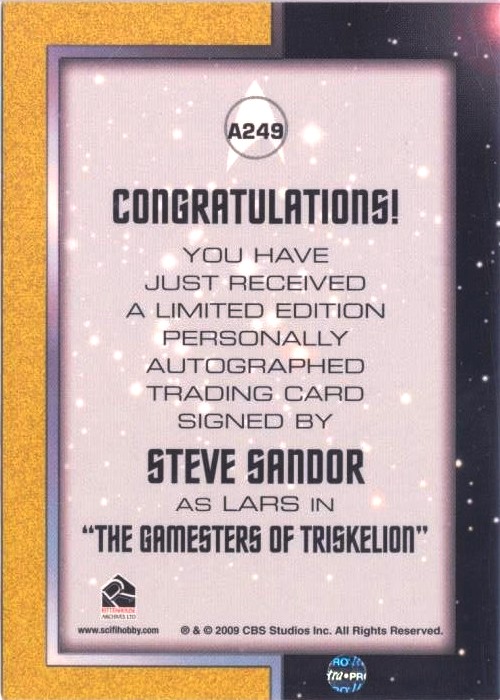 A249
CONGRATULATIONS!
YOU HAVE
JUST RECEIVED
A LIMITED EDITION
PERSONALLY
AUTOGRAPHED
TRADING CARD
SIGNED BY
STEVE SANDOR
AS LARS IN
“THE GAMESTERS OF TRISKELION”
RITTENHOUSE
ARCHIVES LTD
www.scifihobby.com ® & © 2009 CBS Studios Inc. All Rights Reserved.